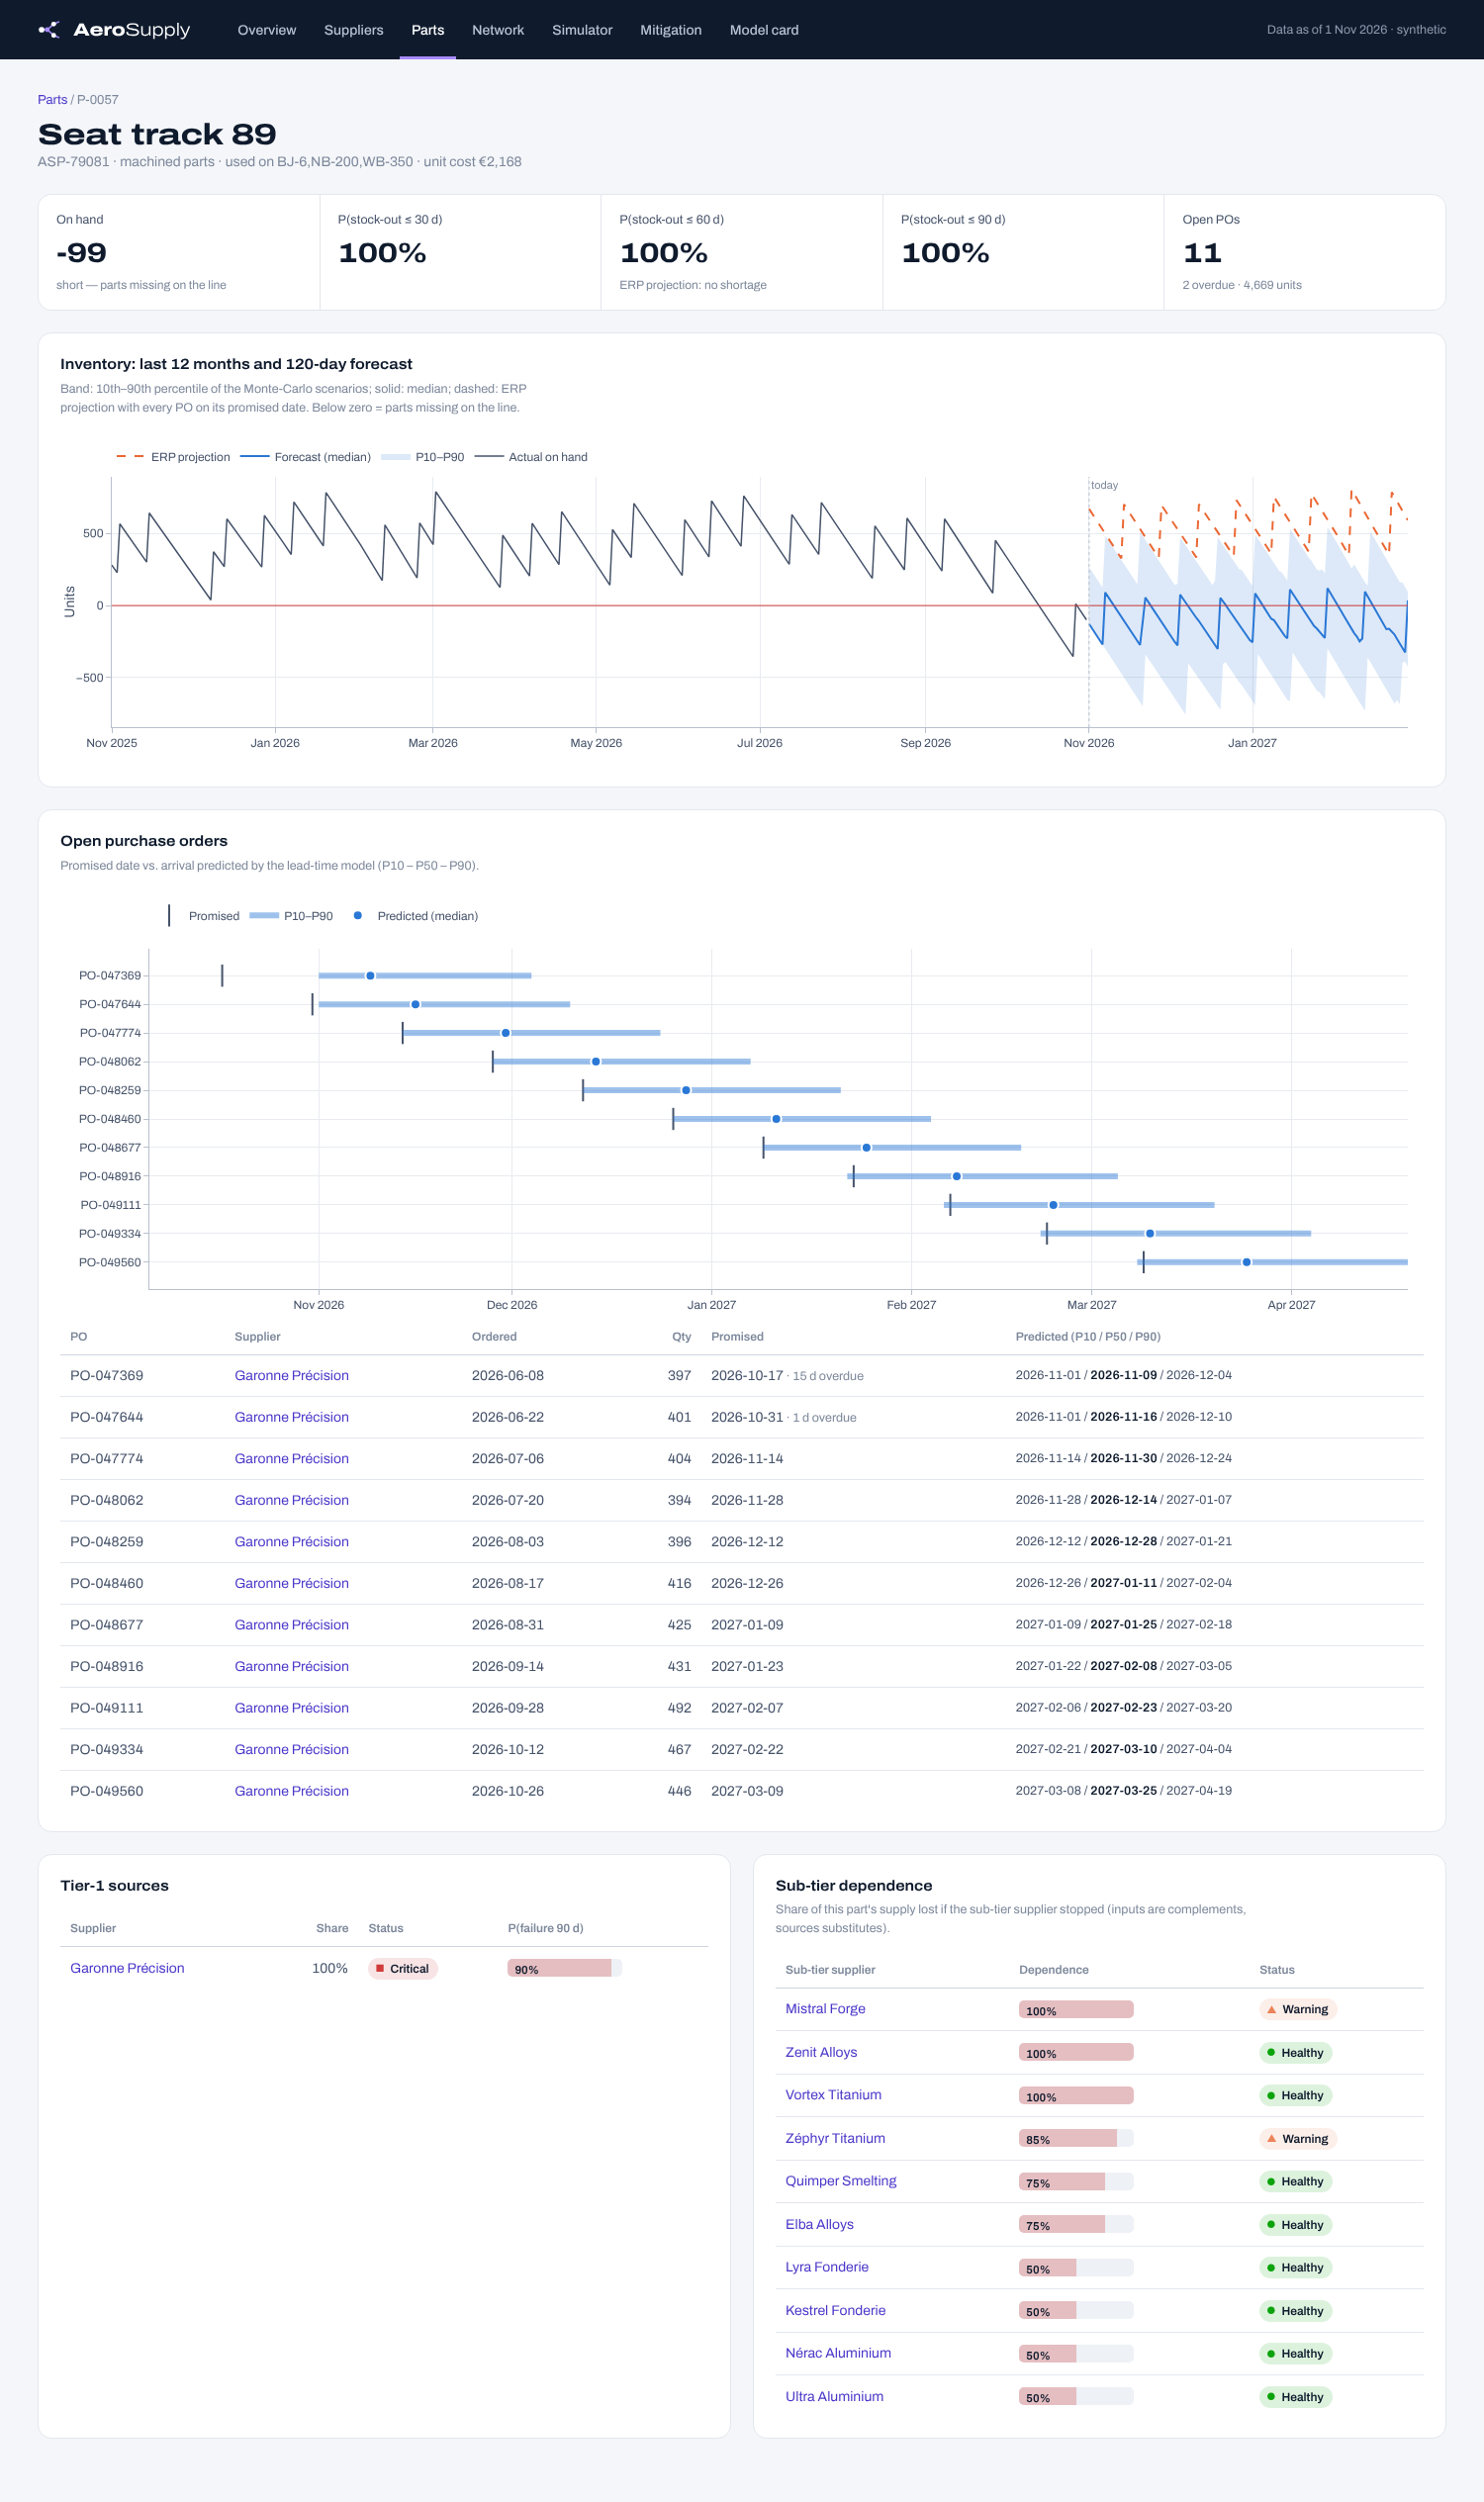 AeroSupply Overview Suppliers Parts Network Simulator Mitigation Model card Data as of 1 Nov 2026 · synthetic
Parts / P-0057
Seat track 89
ASP-79081 · machined parts · used on BJ-6,NB-200,WB-350 · unit cost €2,168
On hand P(stock-out ≤ 30 d) P(stock-out ≤ 60 d) P(stock-out ≤ 90 d) Open POs
-99 100% 100% 100% 11
short — parts missing on the line ERP projection: no shortage 2 overdue · 4,669 units
Inventory: last 12 months and 120-day forecast
Band: 10th–90th percentile of the Monte-Carlo scenarios; solid: median; dashed: ERP
projection with every PO on its promised date. Below zero = parts missing on the line.
ERP projection Forecast (median) P10–P90 Actual on hand
today
500
0
−500
Units
Nov 2025 Jan 2026 Mar 2026 May 2026 Jul 2026 Sep 2026 Nov 2026 Jan 2027
Open purchase orders
Promised date vs. arrival predicted by the lead-time model (P10 – P50 – P90).
Promised P10–P90 Predicted (median)
PO-047369
PO-047644
PO-047774
PO-048062
PO-048259
PO-048460
PO-048677
PO-048916
PO-049111
PO-049334
PO-049560
Nov 2026 Dec 2026 Jan 2027 Feb 2027 Mar 2027 Apr 2027
PO Supplier Ordered Qty Promised Predicted (P10 / P50 / P90)
PO-047369 Garonne Précision 2026-06-08 397 2026-10-17 · 15 d overdue 2026-11-01 / 2026-11-09 / 2026-12-04
PO-047644 Garonne Précision 2026-06-22 401 2026-10-31 · 1 d overdue 2026-11-01 / 2026-11-16 / 2026-12-10
PO-047774 Garonne Précision 2026-07-06 404 2026-11-14 2026-11-14 / 2026-11-30 / 2026-12-24
PO-048062 Garonne Précision 2026-07-20 394 2026-11-28 2026-11-28 / 2026-12-14 / 2027-01-07
PO-048259 Garonne Précision 2026-08-03 396 2026-12-12 2026-12-12 / 2026-12-28 / 2027-01-21
PO-048460 Garonne Précision 2026-08-17 416 2026-12-26 2026-12-26 / 2027-01-11 / 2027-02-04
PO-048677 Garonne Précision 2026-08-31 425 2027-01-09 2027-01-09 / 2027-01-25 / 2027-02-18
PO-048916 Garonne Précision 2026-09-14 431 2027-01-23 2027-01-22 / 2027-02-08 / 2027-03-05
PO-049111 Garonne Précision 2026-09-28 492 2027-02-07 2027-02-06 / 2027-02-23 / 2027-03-20
PO-049334 Garonne Précision 2026-10-12 467 2027-02-22 2027-02-21 / 2027-03-10 / 2027-04-04
PO-049560 Garonne Précision 2026-10-26 446 2027-03-09 2027-03-08 / 2027-03-25 / 2027-04-19
Tier-1 sources
Supplier Share Status P(failure 90 d)
Garonne Précision 100% Critical 90%
Sub-tier dependence
Share of this part's supply lost if the sub-tier supplier stopped (inputs are complements,
sources substitutes).
Sub-tier supplier Dependence Status
Mistral Forge 100% Warning
Zenit Alloys 100% Healthy
Vortex Titanium 100% Healthy
Zéphyr Titanium 85% Warning
Quimper Smelting 75% Healthy
Elba Alloys 75% Healthy
Lyra Fonderie 50% Healthy
Kestrel Fonderie 50% Healthy
Nérac Aluminium 50% Healthy
Ultra Aluminium 50% Healthy